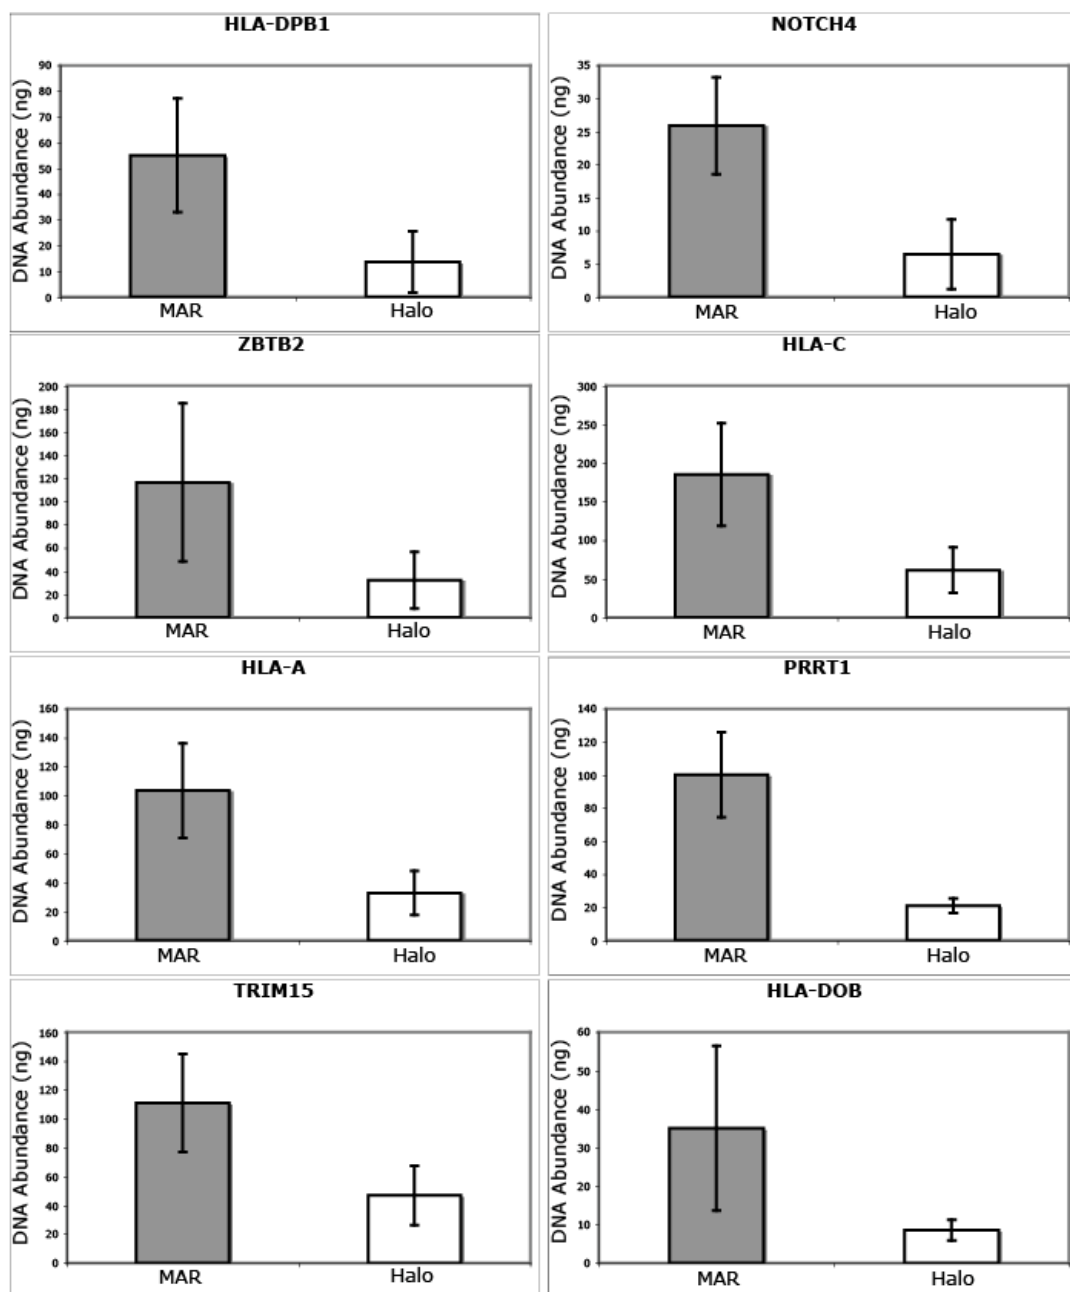 HLA-DPB1
DNA Abundance (ng)
90
80
70
60
50
40
30
20
10
0
MAR
Halo
NOTCH4
DNA Abundance (ng)
35
30
25
20
15
10
5
0
MAR
Halo
ZBTB2
DNA Abundance (ng)
200
180
160
140
120
100
80
60
40
20
0
MAR
Halo
HLA-C
DNA Abundance (ng)
300
250
200
150
100
50
0
MAR
Halo
HLA-A
DNA Abundance (ng)
160
140
120
100
80
60
40
20
0
MAR
Halo
PRRT1
DNA Abundance (ng)
140
120
100
80
60
40
20
0
MAR
Halo
TRIM15
DNA Abundance (ng)
160
140
120
100
80
60
40
20
0
MAR
Halo
HLA-DOB
DNA Abundance (ng)
60
50
40
30
20
10
0
MAR
Halo